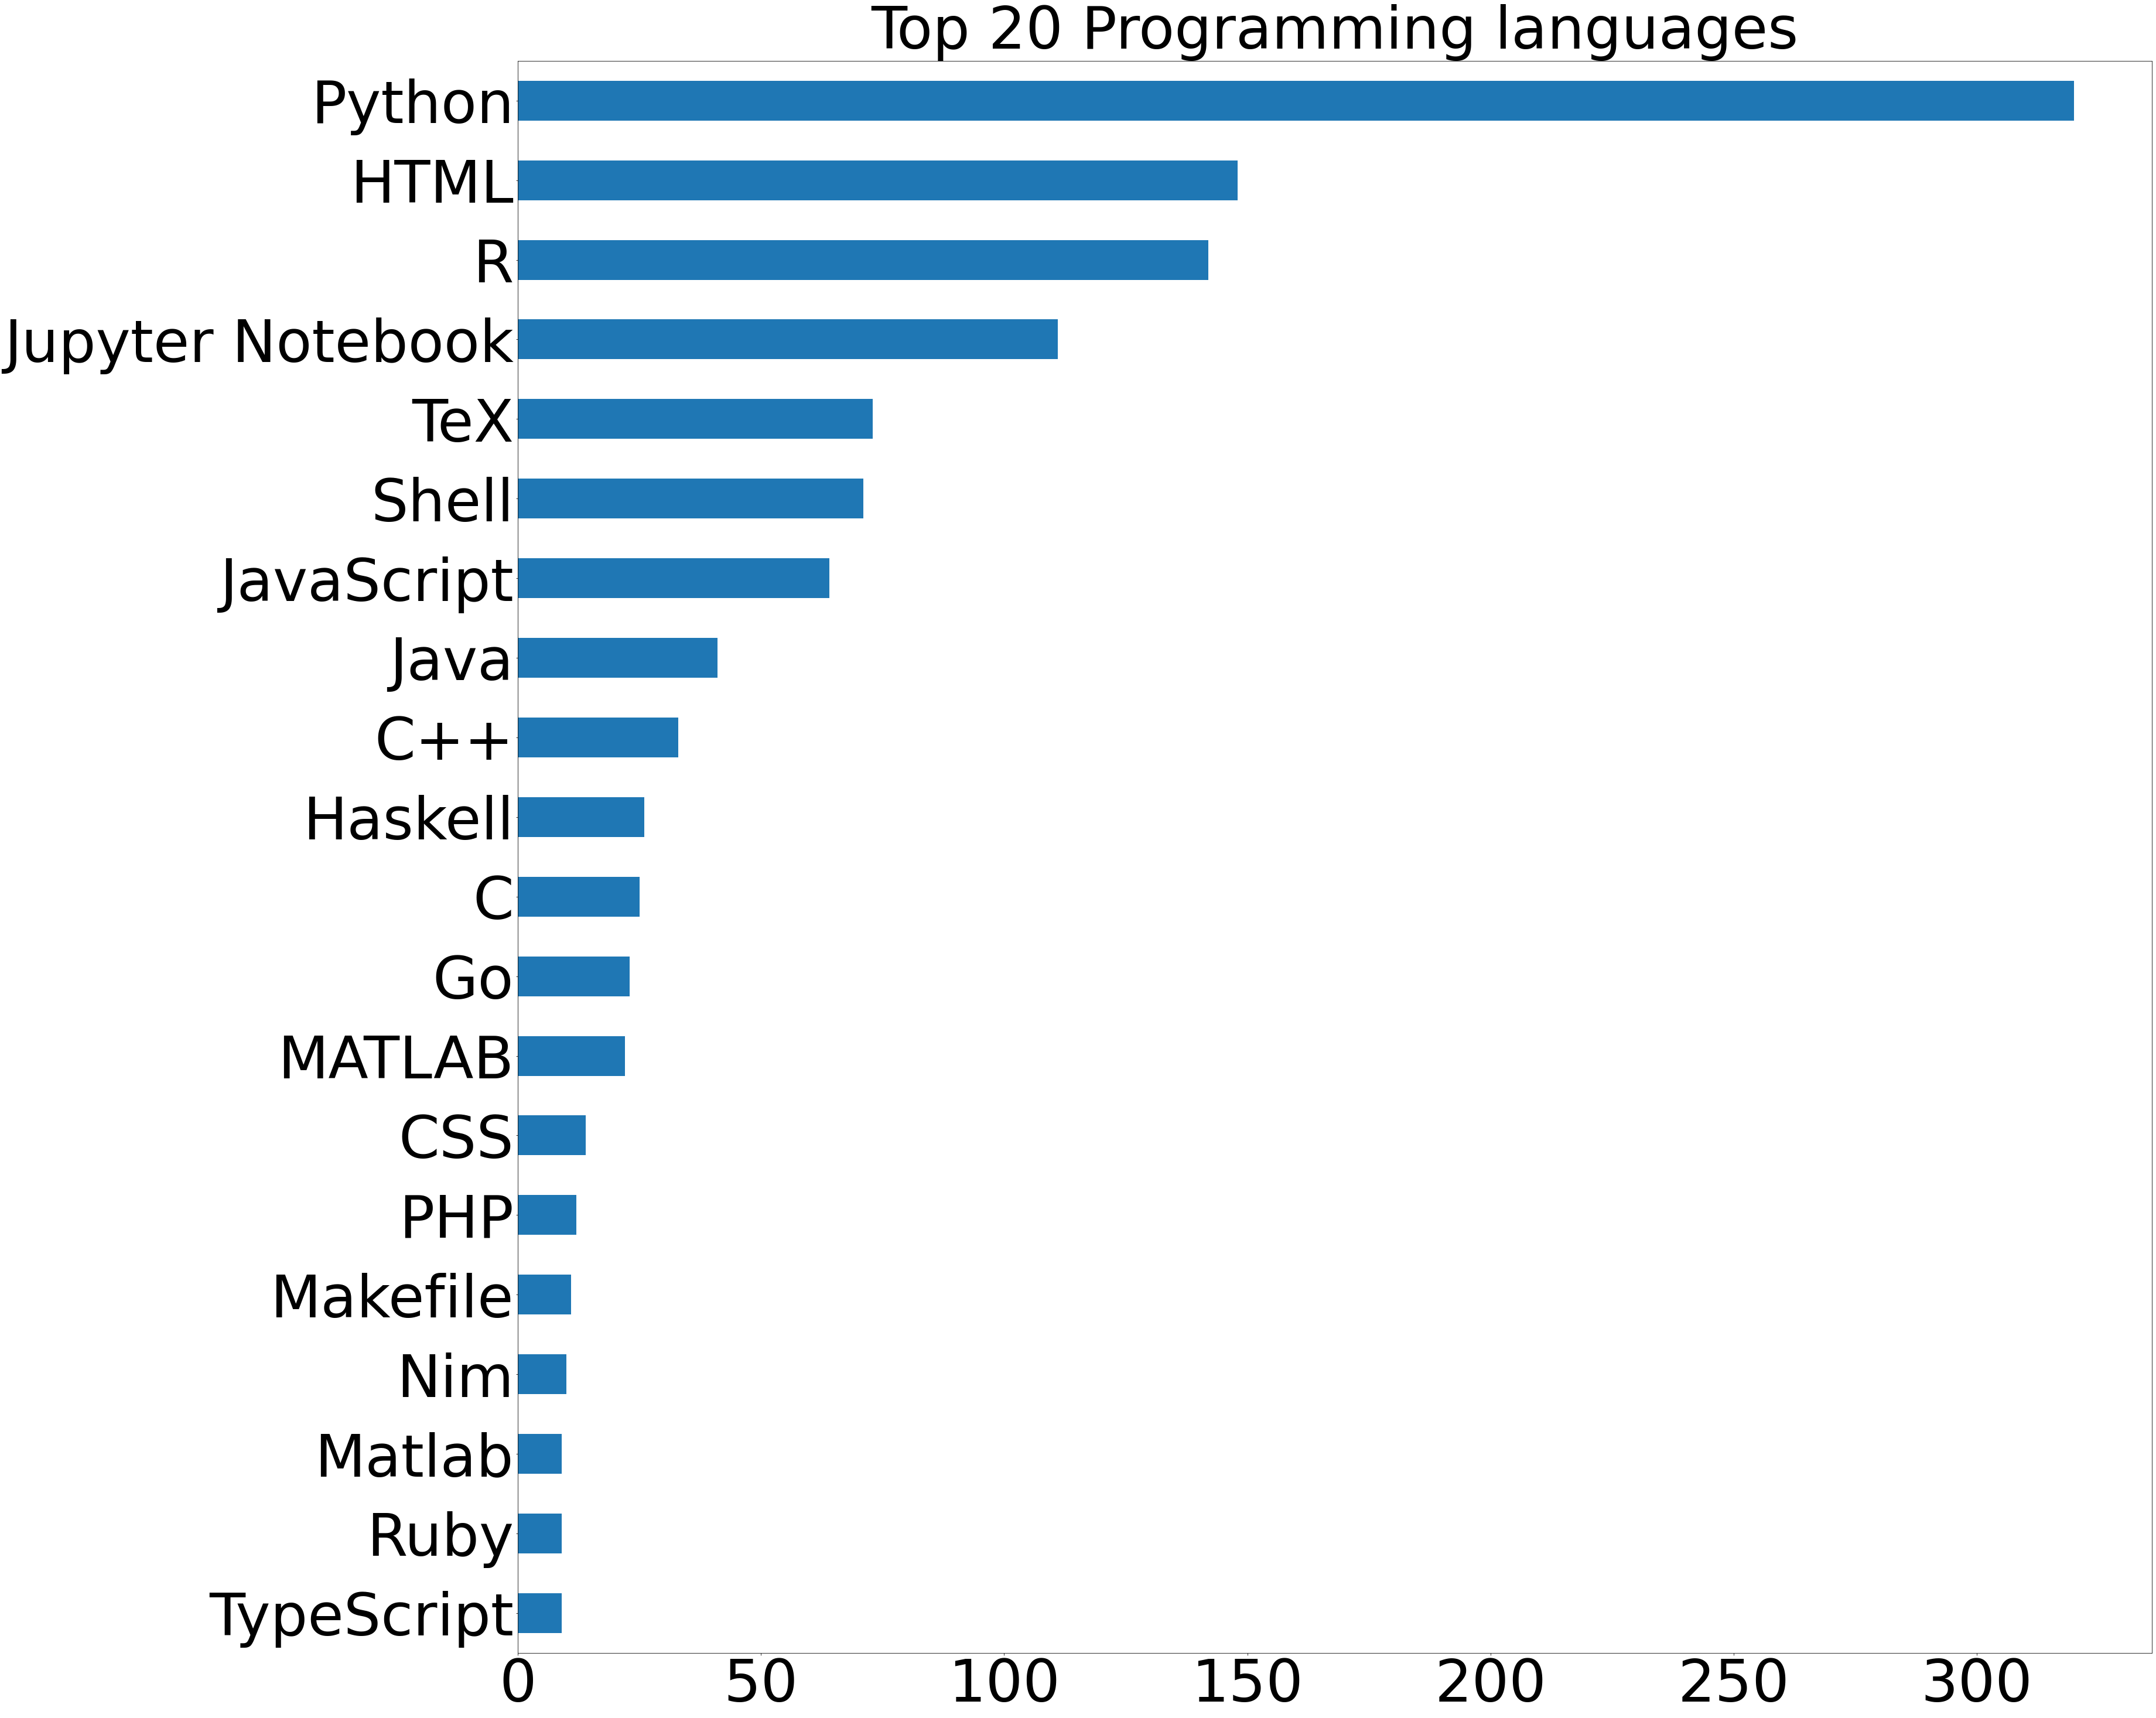 Top 20 Programming languages
Python
HTML
R
Jupyter Notebook
TeX
Shell
JavaScript
Java
C++
Haskell
C
Go
MATLAB
CSS
PHP
Makefile
Nim
Matlab
Ruby
TypeScript
0 50 100 150 200 250 300